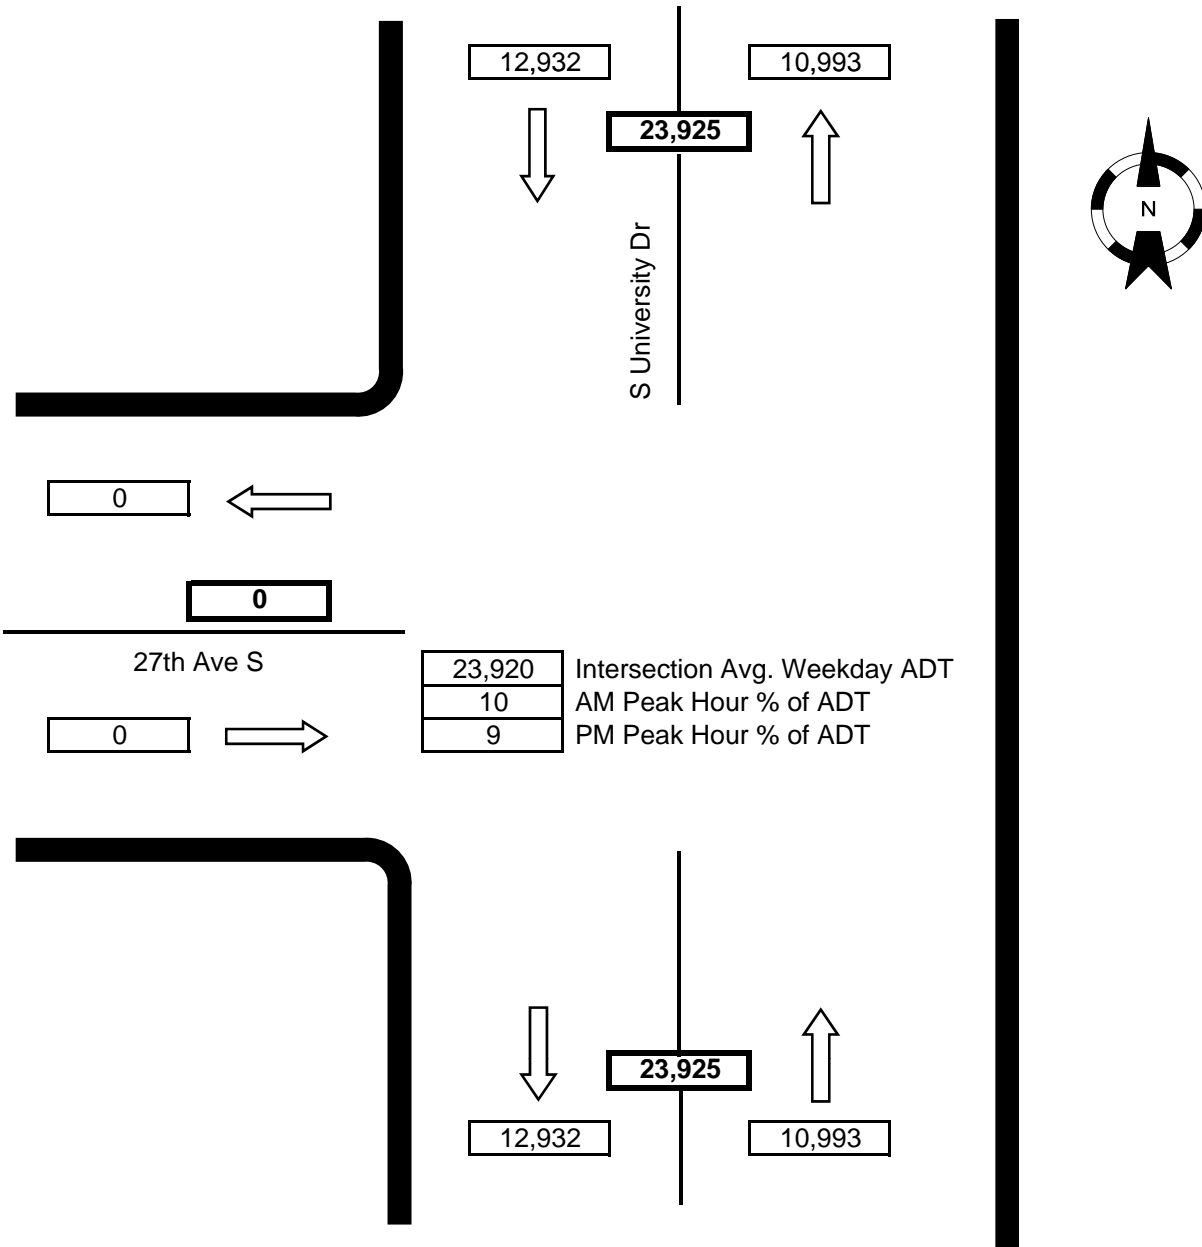 12,932
10,993
23,925
N
S University Dr
0
0
27th Ave S
23,920 Intersection Avg. Weekday ADT
10 AM Peak Hour % of ADT
0
9 PM Peak Hour % of ADT
23,925
12,932
10,993